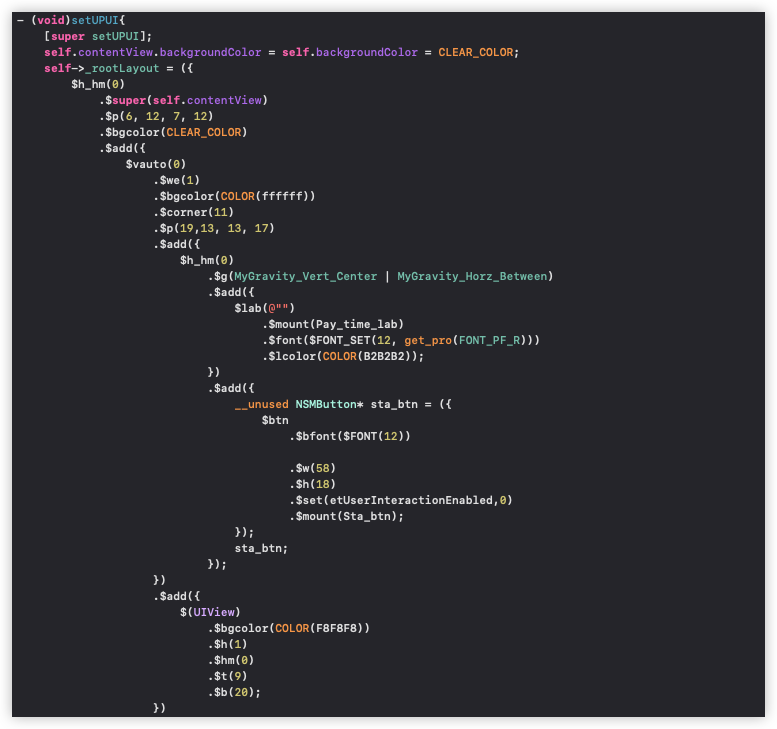 - (void)setUPUI{
    [super setUPUI];
    self.contentView.backgroundColor = self.backgroundColor = CLEAR_COLOR;
    self->_rootLayout = ({
        $h_hm(0)
            .$super(self.contentView)
            .$p(6, 12, 7, 12)
            .$bgcolor(CLEAR_COLOR)
            .$add({
                $vauto(0)
                    .$we(1)
                    .$bgcolor(COLOR(ffffff))
                    .$corner(11)
                    .$p(19,13, 13, 17)
                    .$add({
                        $h_hm(0)
                            .$g(MyGravity_Vert_Center | MyGravity_Horz_Between)
                            .$add({
                                $lab(@"")
                                    .$mount(Pay_time_lab)
                                    .$font($FONT_SET(12, get_pro(FONT_PF_R)))
                                    .$lcolor(COLOR(B2B2B2));
                            })
                            .$add({
                                __unused NSMButton* sta_btn = ({
                                    $btn
                                        .$bfont($FONT(12))

                                        .$w(58)
                                        .$h(18)
                                        .$set(etUserInteractionEnabled,0)
                                        .$mount(Sta_btn);
                                });
                                sta_btn;
                            });
                    })
                    .$add({
                        $(UIView)
                            .$bgcolor(COLOR(F8F8F8))
                            .$h(1)
                            .$hm(0)
                            .$t(9)
                            .$b(20);
                    })